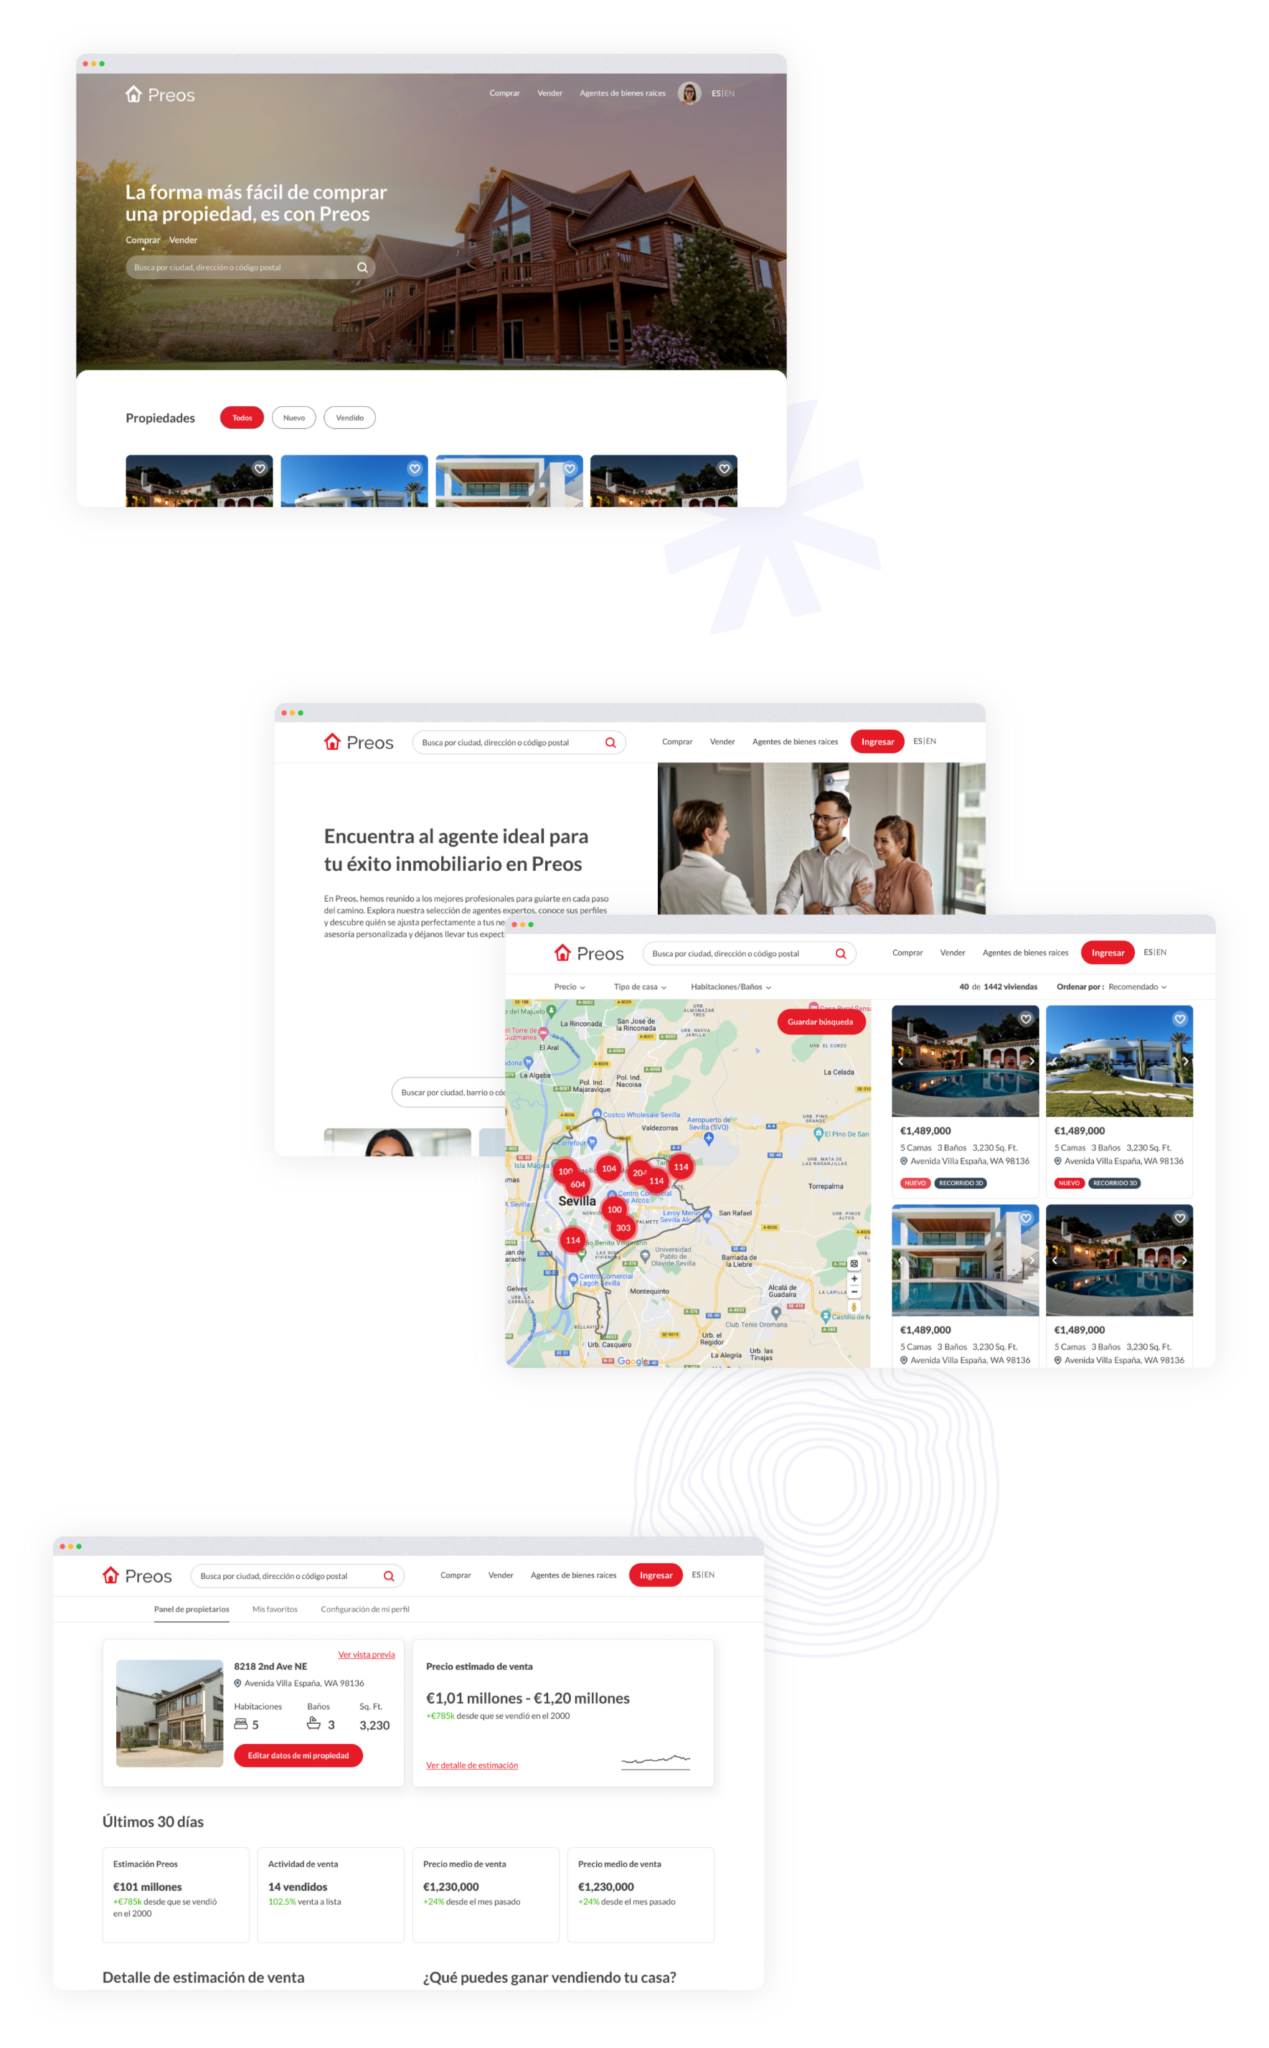 Preos
Comprar Vender Agentes de bienes raíces ES|EN
La forma más fácil de comprar
una propiedad, es con Preos
Comprar Vender
Busca por ciudad, dirección o código postal
Propiedades Todos Nuevo Vendido
Preos Busca por ciudad, dirección o código postal Comprar Vender Agentes de bienes raíces Ingresar ES|EN
Encuentra al agente ideal para
tu éxito inmobiliario en Preos
En Preos, hemos reunido a los mejores profesionales para guiarte en cada paso
del camino. Explora nuestra selección de agentes expertos, conoce sus perfiles
y descubre quién se ajusta perfectamente a tus ne
asesoría personalizada y déjanos llevar tus expect
Buscar por ciudad, barrio o có
Preos Busca por ciudad, dirección o código postal Comprar Vender Agentes de bienes raíces Ingresar ES|EN
Precio Tipo de casa Habitaciones/Baños 40 de 1442 viviendas Ordenar por : Recomendado
Guardar búsqueda
La Rinconada
San José de
la Rinconada
El Aral
La Algaba
Pol. Ind.
Majaravique
Pol. Ind.
Nacoisa
La Celada
Costco Wholesale Sevilla
Valdezorras
Aeropuerto de
Sevilla (SVQ)
El Pino De San
Carrefour
Isla Mágica
100
604
104
204
114
114
Sevilla
100
303
114
Torrepalma
San Rafael
Universidad
Pablo de
Olavide Sevilla
Barriada de
la Liebre
Gelves
Centro Comercial
Lagoh Sevilla
Montequinto
Alcalá de
Guadaíra
Club Tenis Oromana
Castillo de M
BELLAVISTA
Urb. Casquero
Urb. el
Regidor
La Alegría
Urb. las
Tinajas
Google
€1,489,000
5 Camas 3 Baños 3,230 Sq. Ft.
Avenida Villa España, WA 98136
NUEVO RECORRIDO 3D
€1,489,000
5 Camas 3 Baños 3,230 Sq. Ft.
Avenida Villa España, WA 98136
NUEVO RECORRIDO 3D
€1,489,000
5 Camas 3 Baños 3,230 Sq. Ft.
Avenida Villa España, WA 98136
€1,489,000
5 Camas 3 Baños 3,230 Sq. Ft.
Avenida Villa España, WA 98136
Preos Busca por ciudad, dirección o código postal Comprar Vender Agentes de bienes raíces Ingresar ES|EN
Panel de propietarios Mis favoritos Configuración de mi perfil
Ver vista previa
8218 2nd Ave NE
Avenida Villa España, WA 98136
Habitaciones Baños Sq. Ft.
5 3 3,230
Editar datos de mi propiedad
Precio estimado de venta
€1,01 millones - €1,20 millones
+€785k desde que se vendió en el 2000
Ver detalle de estimación
Últimos 30 días
Estimación Preos
€101 millones
+€785k desde que se vendió
en el 2000
Actividad de venta
14 vendidos
102,5% venta a lista
Precio medio de venta
€1,230,000
+24% desde el mes pasado
Precio medio de venta
€1,230,000
+24% desde el mes pasado
Detalle de estimación de venta
¿Qué puedes ganar vendiendo tu casa?